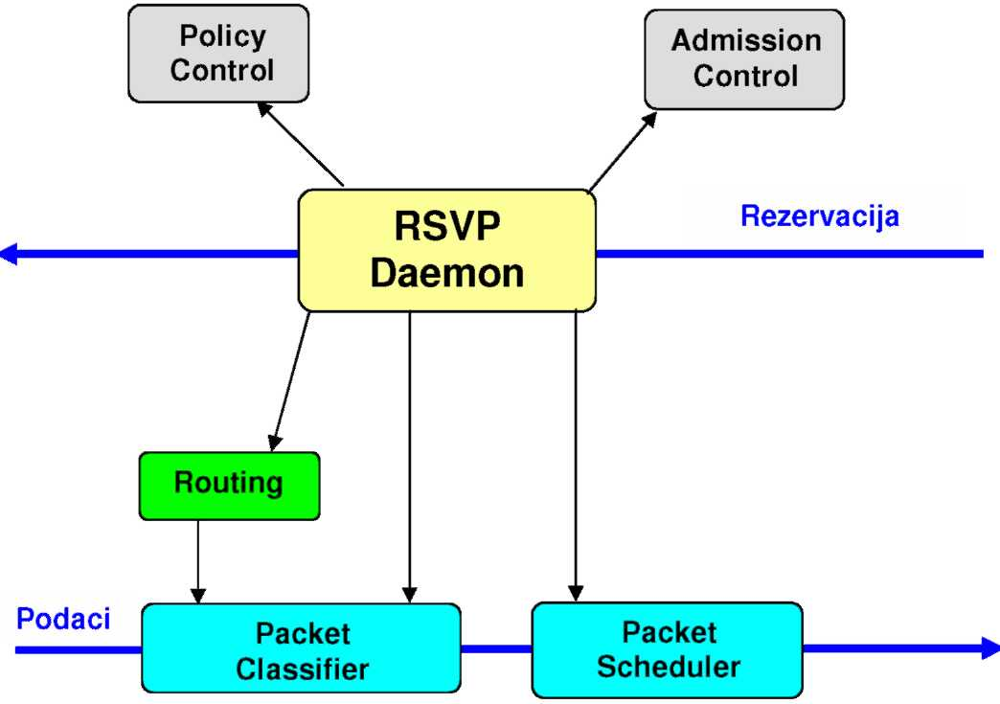 Policy
Control
Admission
Control
RSVP
Daemon
Rezervacija
Routing
Podaci
Packet
Classifier
Packet
Scheduler